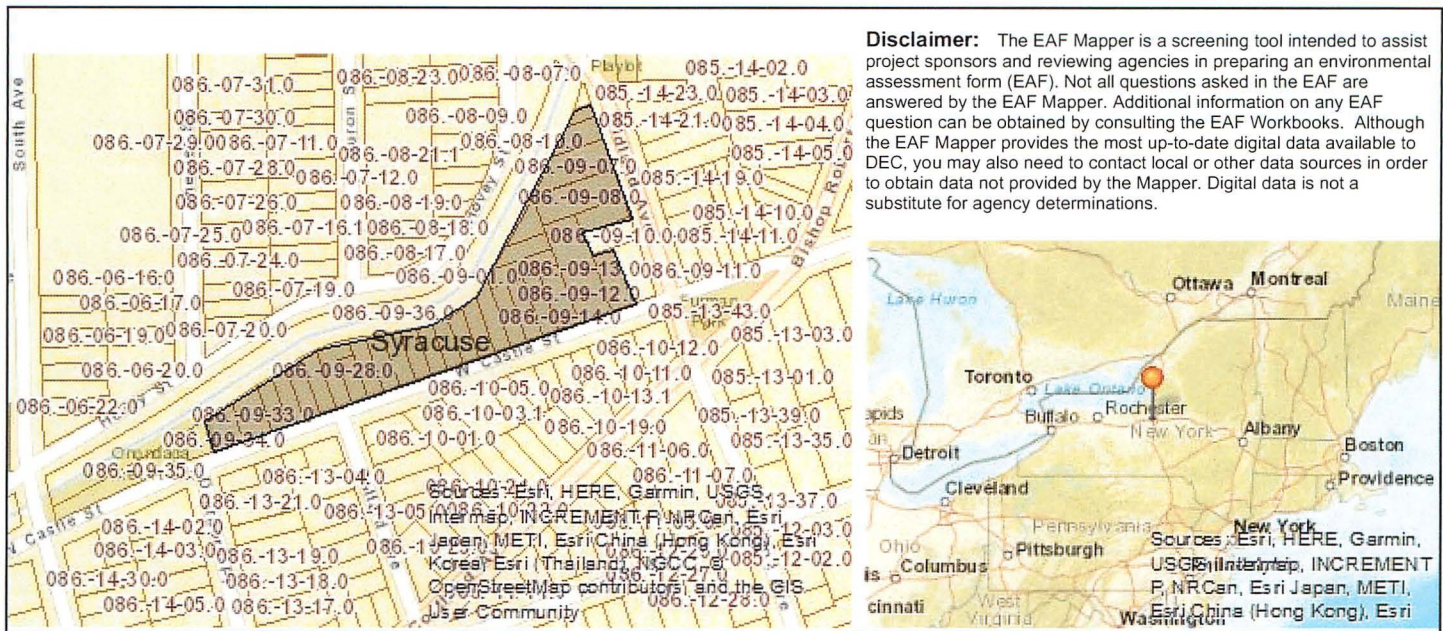 Disclaimer: The EAF Mapper is a screening tool intended to assist
project sponsors and reviewing agencies in preparing an environmental
assessment form (EAF). Not all questions asked in the EAF are
answered by the EAF Mapper. Additional information on any EAF
question can be obtained by consulting the EAF Workbooks. Although
the EAF Mapper provides the most up-to-date digital data available to
DEC, you may also need to contact local or other data sources in order
to obtain data not provided by the Mapper. Digital data is not a
substitute for agency determinations.
South Ave
Playlot
086.-07-31.0
086.-08-23.0
086.-08-07.0
085.-14-02.0
085.-14-23.0
085.-14-03.0
086.-07-30.0
086.-08-09.0
085.-14-21.0
085.-14-04.0
086.-07-29.0
086.-07-11.0
086.-08-10.0
085.-14-05.0
086.-07-28.0
086.-08-21.1
086.-09-07.0
086.-07-12.0
085.-14-19.0
086.-07-26.0
086.-08-19.0
086.-09-08.0
085.-14-10.0
086.-07-25.0
086.-07-16.1
086.-08-18.0
086.-09-10.0
085.-14-11.0
Bishop
086.-07-24.0
086.-08-17.0
086.-06-16.0
086.-09-01.0
086.-09-13.0
086.-09-11.0
086.-07-19.0
086.-09-12.0
086.-06-17.0
086.-09-36.0
086.-09-14.0
085.-13-43.0
Furman
Park
086.-06-19.0
086.-07-20.0
Syracuse
W Castle St
086.-10-12.0
085.-13-03.0
086.-06-20.0
086.-09-28.0
086.-10-11.0
085.-13-01.0
086.-10-05.0
086.-10-13.1
086.-06-22.0
086.-09-33.0
086.-10-03.1
085.-13-39.0
086.-09-34.0
086.-10-01.0
086.-10-19.0
085.-13-35.0
Onondaga
086.-09-35.0
086.-13-04.0
086.-11-06.0
086.-11-07.0
086.-13-21.0
W Castle St
086.-14-02.0
086.-14-03.0
086.-13-19.0
086.-14-30.0
086.-13-18.0
086.-14-05.0
086.-13-17.0
Sources: Esri, HERE, Garmin, USGS,
Intermap, INCREMENT P, NRCan, Esri
Japan, METI, Esri China (Hong Kong), Esri
Korea, Esri (Thailand), NGCC, ©
OpenStreetMap contributors, and the GIS
User Community
Ottawa
Montreal
Lake Huron
Maine
Toronto
Lake Ontario
Rochester
Buffalo
New York
Albany
Detroit
Boston
Providence
Cleveland
Pennsylvania
New York
Ohio
Pittsburgh
Columbus
West
Virginia
Washington
Sources: Esri, HERE, Garmin,
USGS, Intermap, INCREMENT
P, NRCan, Esri Japan, METI,
Esri China (Hong Kong), Esri